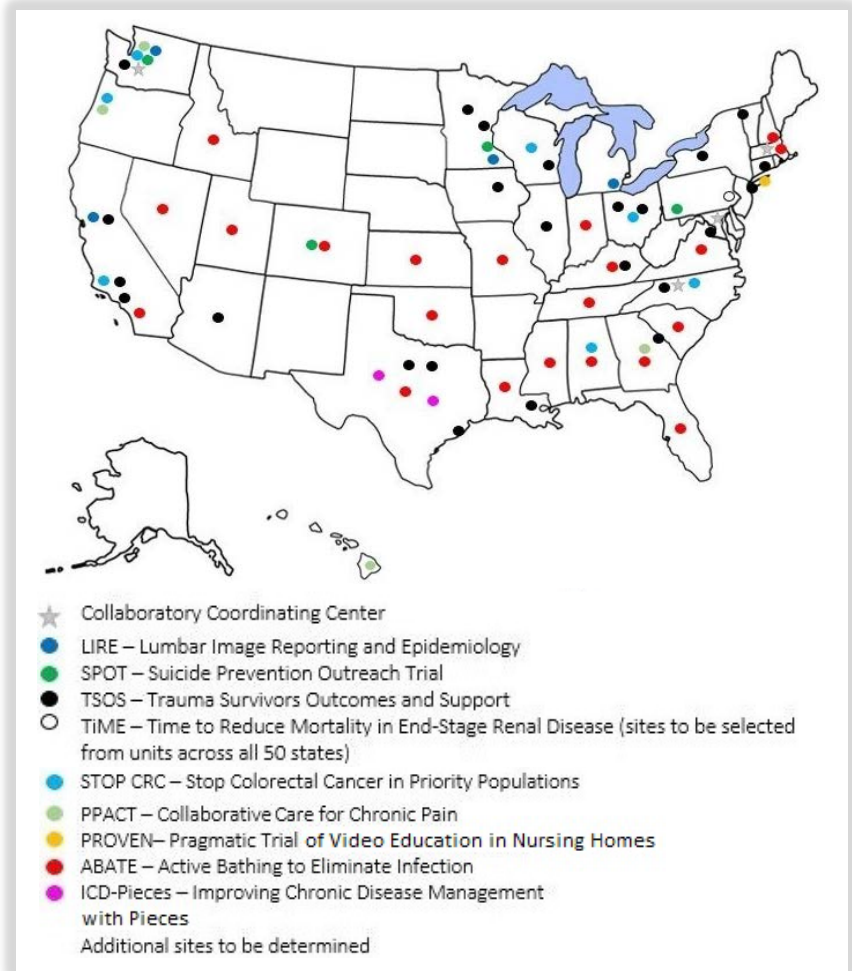 Collaboratory Coordinating Center
LIRE – Lumbar Image Reporting and Epidemiology
SPOT – Suicide Prevention Outreach Trial
TSOS – Trauma Survivors Outcomes and Support
TiME – Time to Reduce Mortality in End-Stage Renal Disease (sites to be selected
from units across all 50 states)
STOP CRC – Stop Colorectal Cancer in Priority Populations
PPACT – Collaborative Care for Chronic Pain
PROVEN– Pragmatic Trial of Video Education in Nursing Homes
ABATE – Active Bathing to Eliminate Infection
ICD-Pieces – Improving Chronic Disease Management
with Pieces
Additional sites to be determined